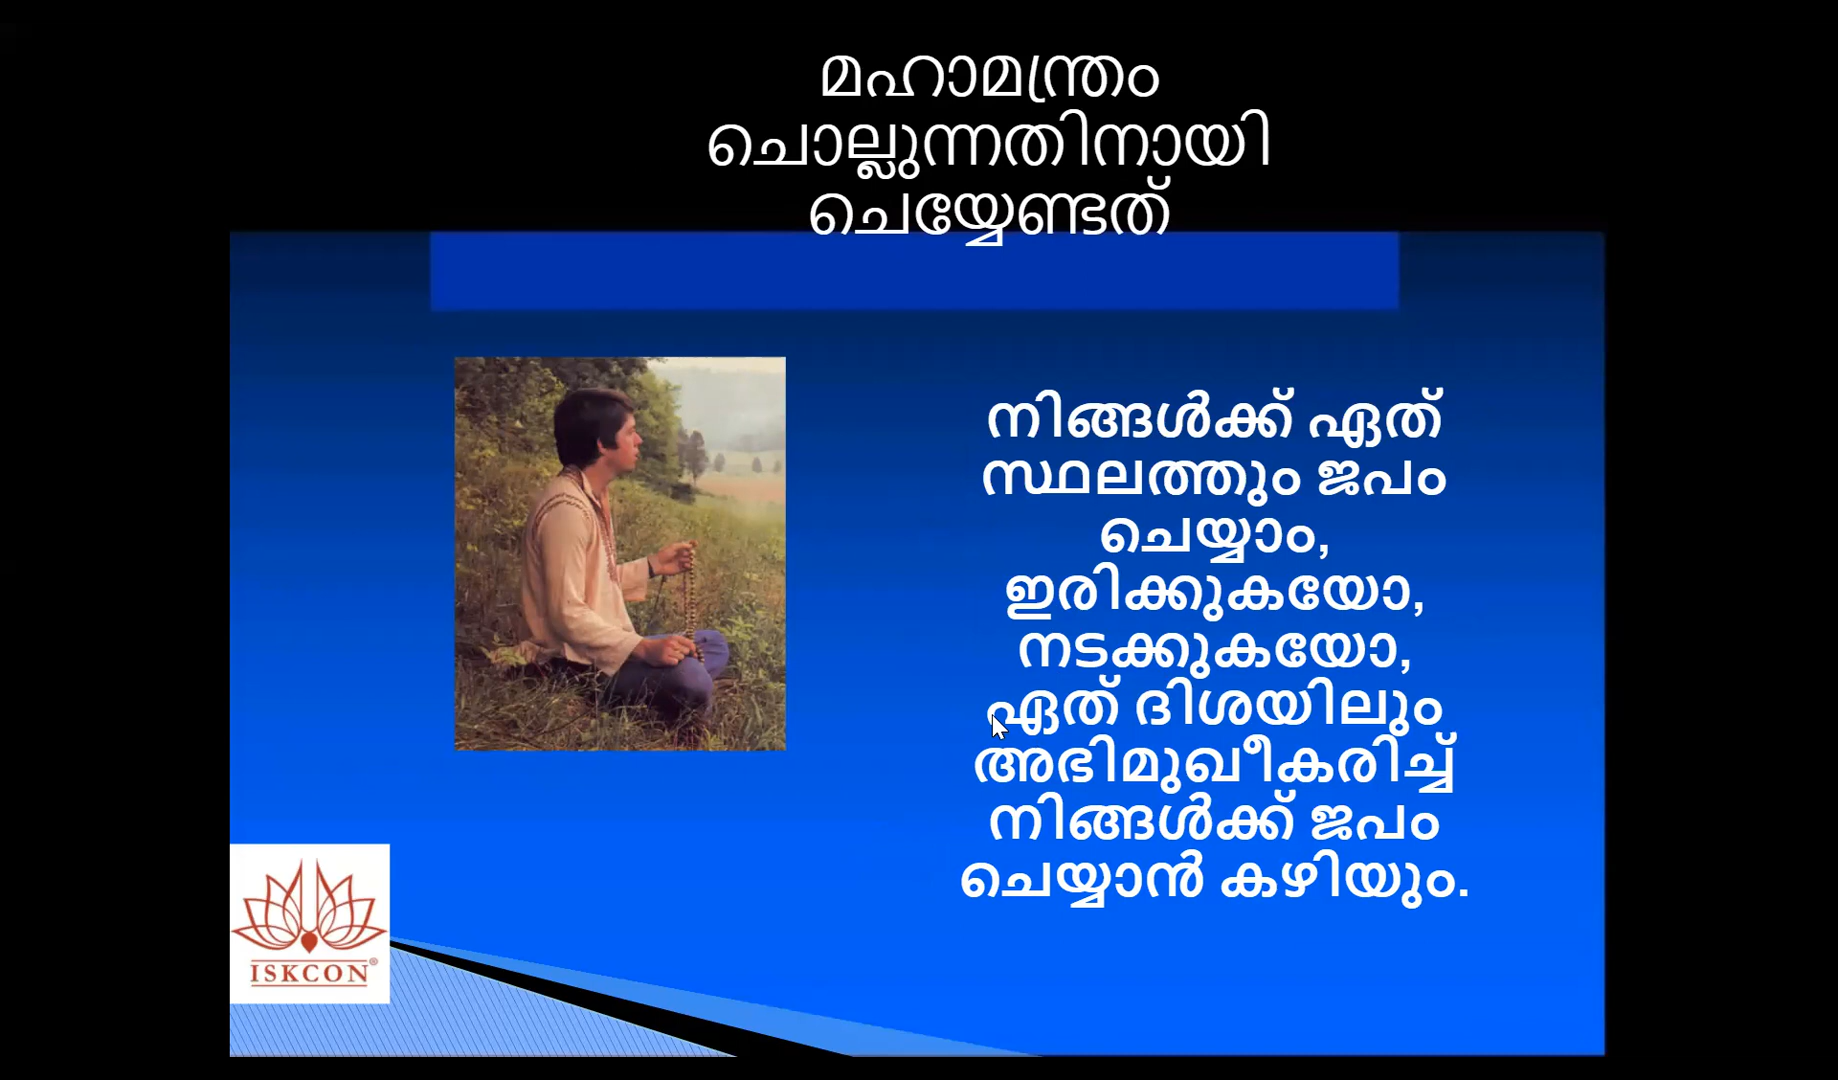 മഹാമന്ത്രം
ചൊല്ലുന്നതിനായി
ചെയ്യേണ്ടത്
നിങ്ങൾക്ക് ഏത്
സ്ഥലത്തും ജപം
ചെയ്യാം,
ഇരിക്കുകയോ,
നടക്കുകയോ,
ഏത് ദിശയിലും
അഭിമുഖീകരിച്ച്
നിങ്ങൾക്ക് ജപം
ചെയ്യാൻ കഴിയും.
ISKCON®